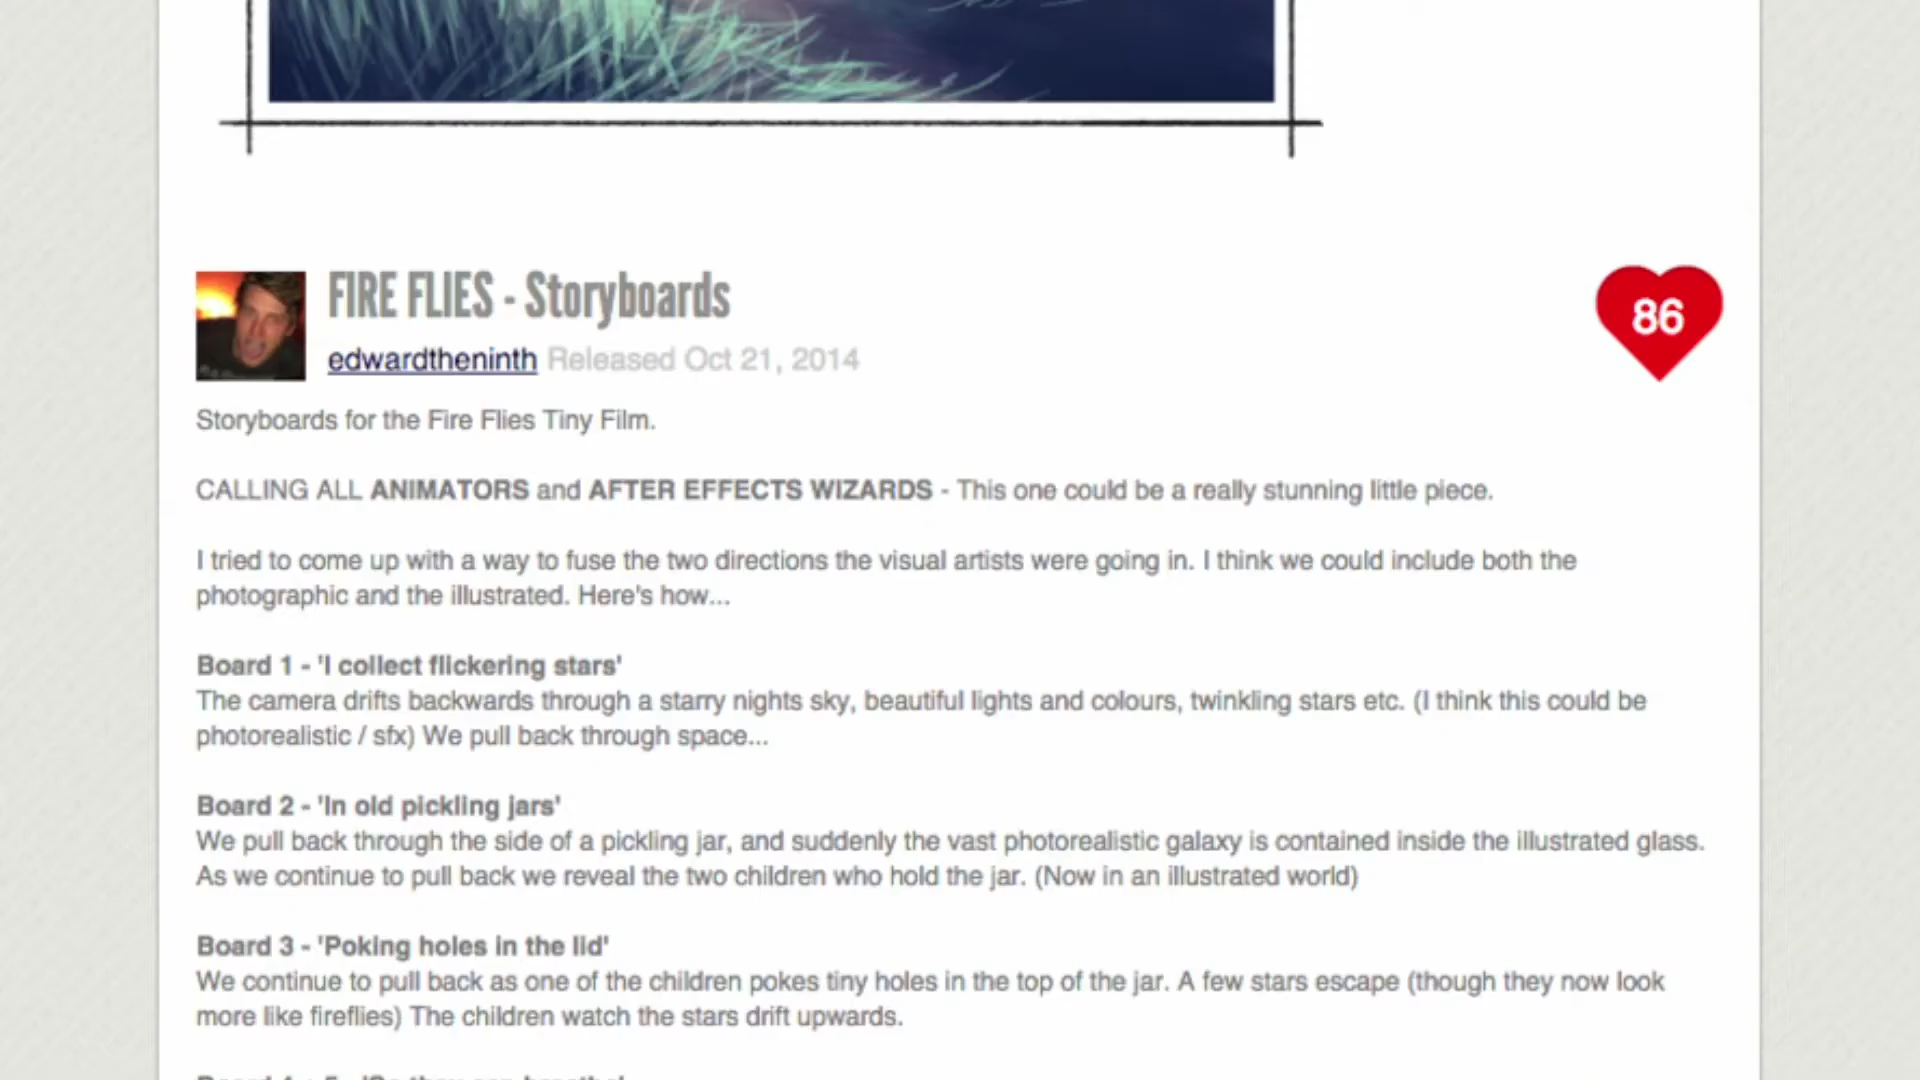 FIRE FLIES - Storyboards
86
edwardtheninth Released Oct 21, 2014
Storyboards for the Fire Flies Tiny Film.
CALLING ALL ANIMATORS and AFTER EFFECTS WIZARDS - This one could be a really stunning little piece.
I tried to come up with a way to fuse the two directions the visual artists were going in. I think we could include both the
photographic and the illustrated. Here's how...
Board 1 - 'I collect flickering stars'
The camera drifts backwards through a starry nights sky, beautiful lights and colours, twinkling stars etc. (I think this could be
photorealistic / sfx) We pull back through space...
Board 2 - 'In old pickling jars'
We pull back through the side of a pickling jar, and suddenly the vast photorealistic galaxy is contained inside the illustrated glass.
As we continue to pull back we reveal the two children who hold the jar. (Now in an illustrated world)
Board 3 - 'Poking holes in the lid'
We continue to pull back as one of the children pokes tiny holes in the top of the jar. A few stars escape (though they now look
more like fireflies) The children watch the stars drift upwards.